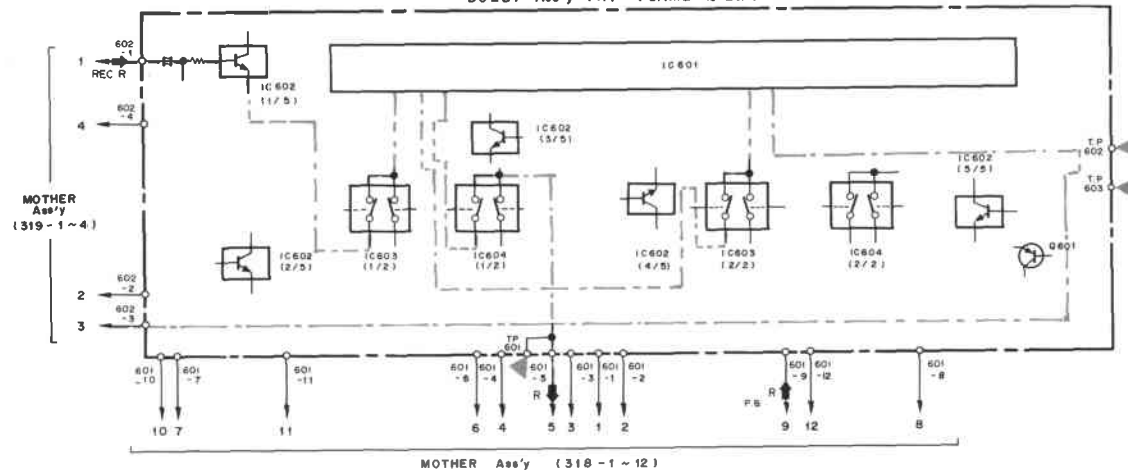 IC601
602 -1
1
REC R
IC602 (1/5)
602 -4
4
IC602 (3/5)
IC602 (5/5)
T.P 602
T.P 603
MOTHER Ass'y (319-1~4)
IC602 (2/5)
IC603 (1/2)
IC604 (1/2)
IC602 (4/5)
IC603 (2/2)
IC604 (2/2)
Q601
602 -2
2
602 -3
3
TP 601
601 -10
601 -7
601 -11
601 -6
601 -4
601 -5
601 -3
601 -1
601 -2
601 -9
601 -12
601 -8
R
R
P.B
10 7 11 6 4 5 3 1 2 9 12 8
MOTHER Ass'y (318-1~12)